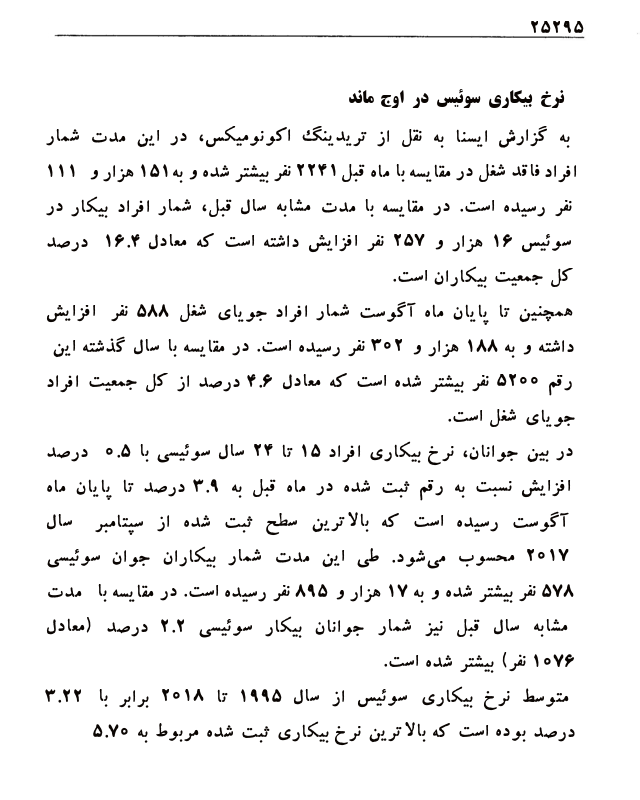 ۲۵۲۹۵
نرخ بیکاری سوئیس در اوج ماند
به گزارش ایسنا به نقل از تریدینگ اکونومیکس، در این مدت شمار
افراد فاقد شغل در مقایسه با ماه قبل ۲۲۴۱ نفر بیشتر شده و به ۱۵۱ هزار و ۱۱۱
نفر رسیده است. در مقایسه با مدت مشابه سال قبل، شمار افراد بیکار در
سوئیس ۱۶ هزار و ۲۵۷ نفر افزایش داشته است که معادل ۱۶.۴ درصد
کل جمعیت بیکاران است.
همچنین تا پایان ماه آگوست شمار افراد جویای شغل ۵۸۸ نفر افزایش
داشته و به ۱۸۸ هزار و ۳۰۲ نفر رسیده است. در مقایسه با سال گذشته این
رقم ۵۲۰۰ نفر بیشتر شده است که معادل ۴.۶ درصد از کل جمعیت افراد
جویای شغل است.
در بین جوانان، نرخ بیکاری افراد ۱۵ تا ۲۴ سال سوئیسی با ۰.۵ درصد
افزایش نسبت به رقم ثبت شده در ماه قبل به ۳.۹ درصد تا پایان ماه
آگوست رسیده است که بالاترین سطح ثبت شده از سپتامبر سال
۲۰۱۷ محسوب می‌شود. طی این مدت شمار بیکاران جوان سوئیسی
۵۷۸ نفر بیشتر شده و به ۱۷ هزار و ۸۹۵ نفر رسیده است. در مقایسه با مدت
مشابه سال قبل نیز شمار جوانان بیکار سوئیسی ۲.۲ درصد (معادل
۱۰۷۶ نفر) بیشتر شده است.
متوسط نرخ بیکاری سوئیس از سال ۱۹۹۵ تا ۲۰۱۸ برابر با ۳.۲۲
درصد بوده است که بالاترین نرخ بیکاری ثبت شده مربوط به ۵.۷۰